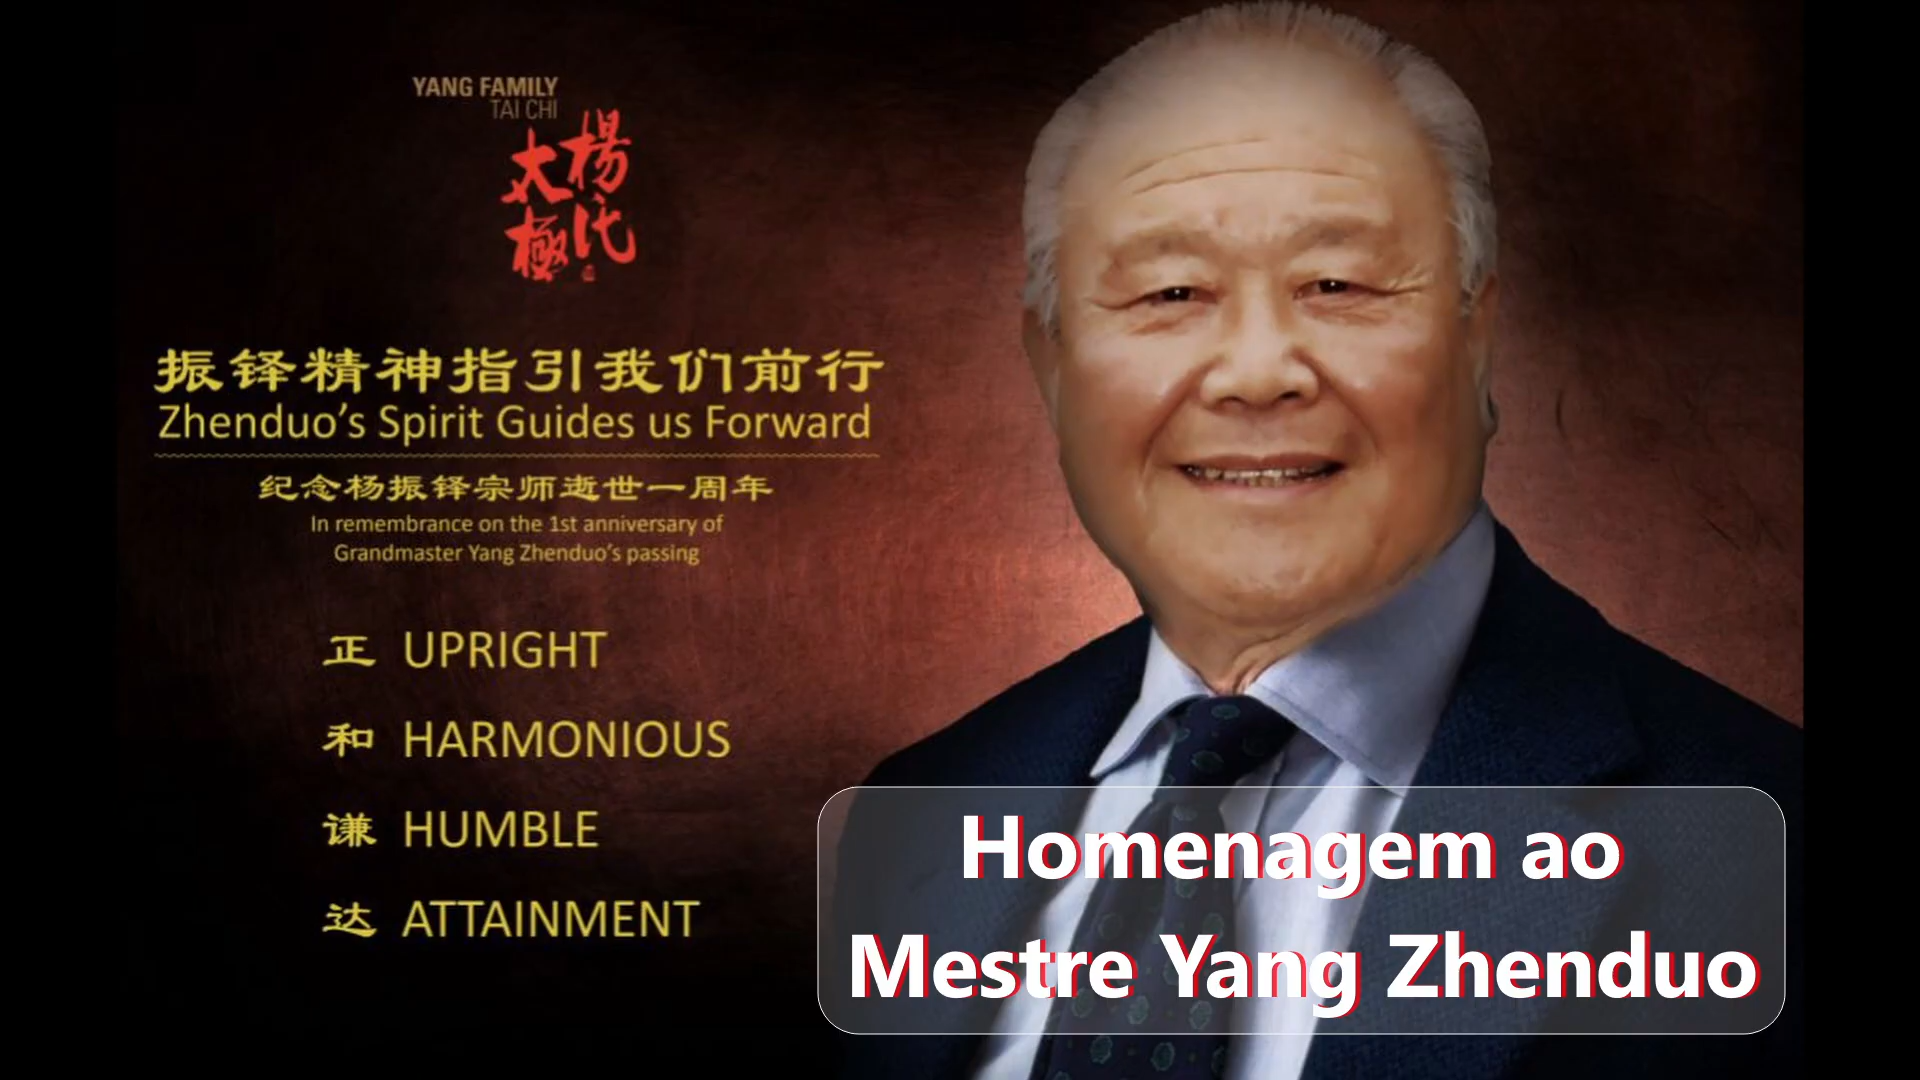 YANG FAMILY
TAI CHI
楊氏
太極
振铎精神指引我们前行
Zhenduo’s Spirit Guides us Forward
纪念杨振铎宗师逝世一周年
In remembrance on the 1st anniversary of
Grandmaster Yang Zhenduo’s passing
正 UPRIGHT
和 HARMONIOUS
谦 HUMBLE
达 ATTAINMENT
Homenagem ao
Mestre Yang Zhenduo